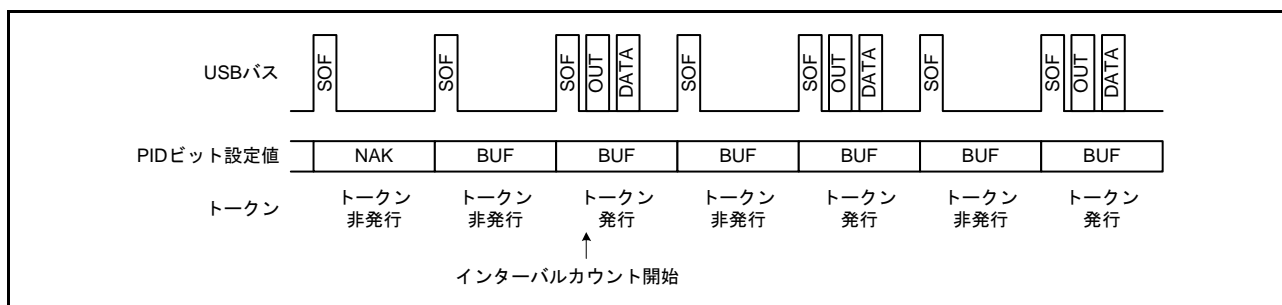 USBバス
SOF SOF SOF OUT DATA SOF SOF OUT DATA SOF SOF OUT DATA
PIDビット設定値 NAK BUF BUF BUF BUF BUF BUF
トークン トークン トークン トークン トークン トークン トークン トークン
非発行 非発行 発行 非発行 発行 非発行 発行
インターバルカウント開始